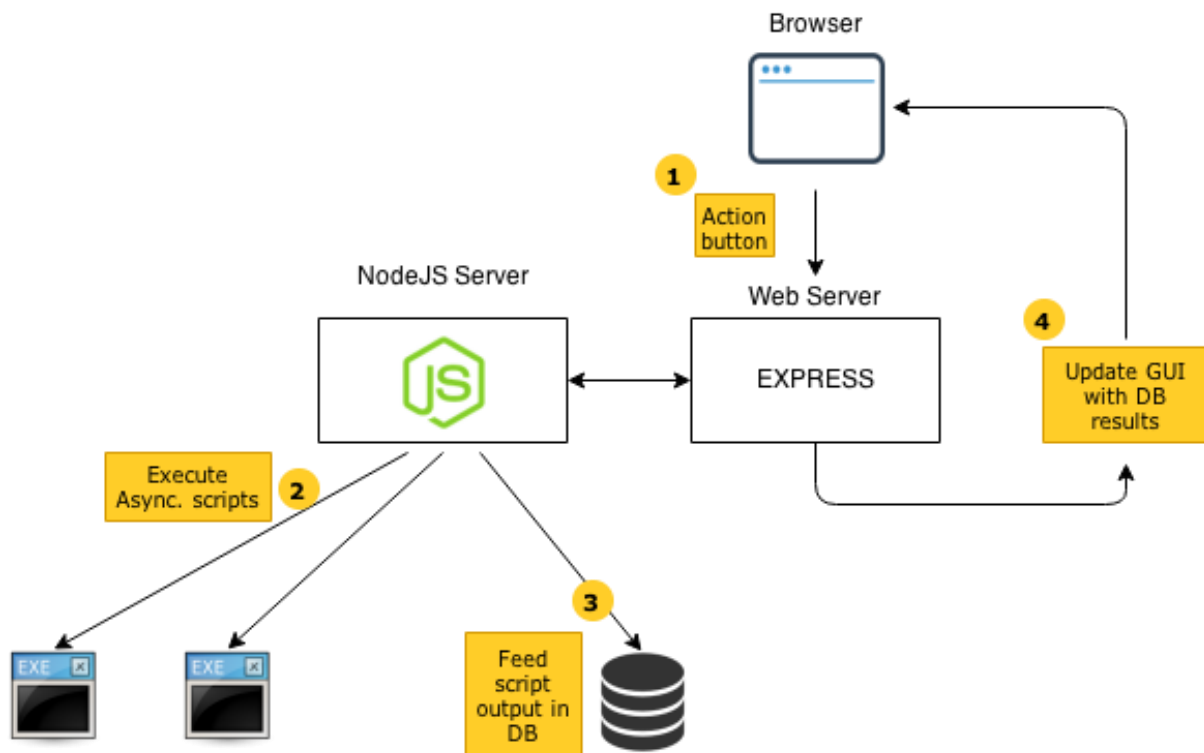 Browser
1
Action
button
NodeJS Server
Web Server
JS
EXPRESS
4
Update GUI
with DB
results
Execute
Async. scripts
2
3
EXE
EXE
Feed
script
output in
DB